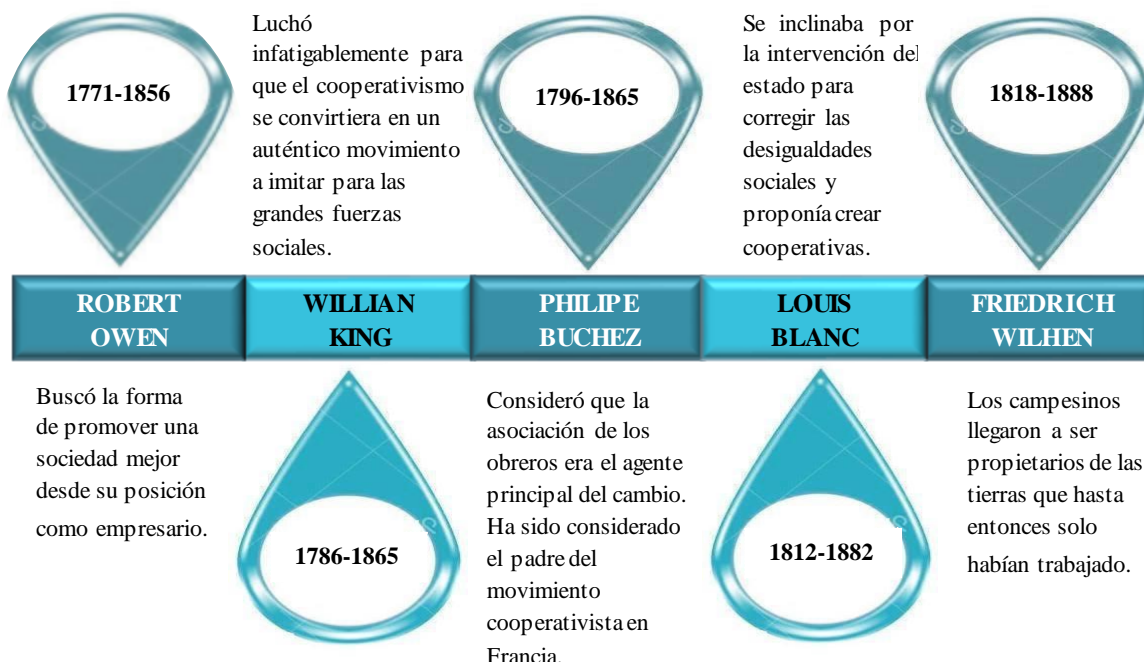 1771-1856
Luchó
infatigablemente para
que el cooperativismo
se convirtiera en un
auténtico movimiento
a imitar para las
grandes fuerzas
sociales.
1796-1865
Se inclinaba por
la intervención del
estado para
corregir las
desigualdades
sociales y
proponía crear
cooperativas.
1818-1888
ROBERT
OWEN
WILLIAN
KING
PHILIPE
BUCHEZ
LOUIS
BLANC
FRIEDRICH
WILHEN
Buscó la forma
de promover una
sociedad mejor
desde su posición
como empresario.
1786-1865
Consideró que la
asociación de los
obreros era el agente
principal del cambio.
Ha sido considerado
el padre del
movimiento
cooperativista en
Francia.
1812-1882
Los campesinos
llegaron a ser
propietarios de las
tierras que hasta
entonces solo
habían trabajado.